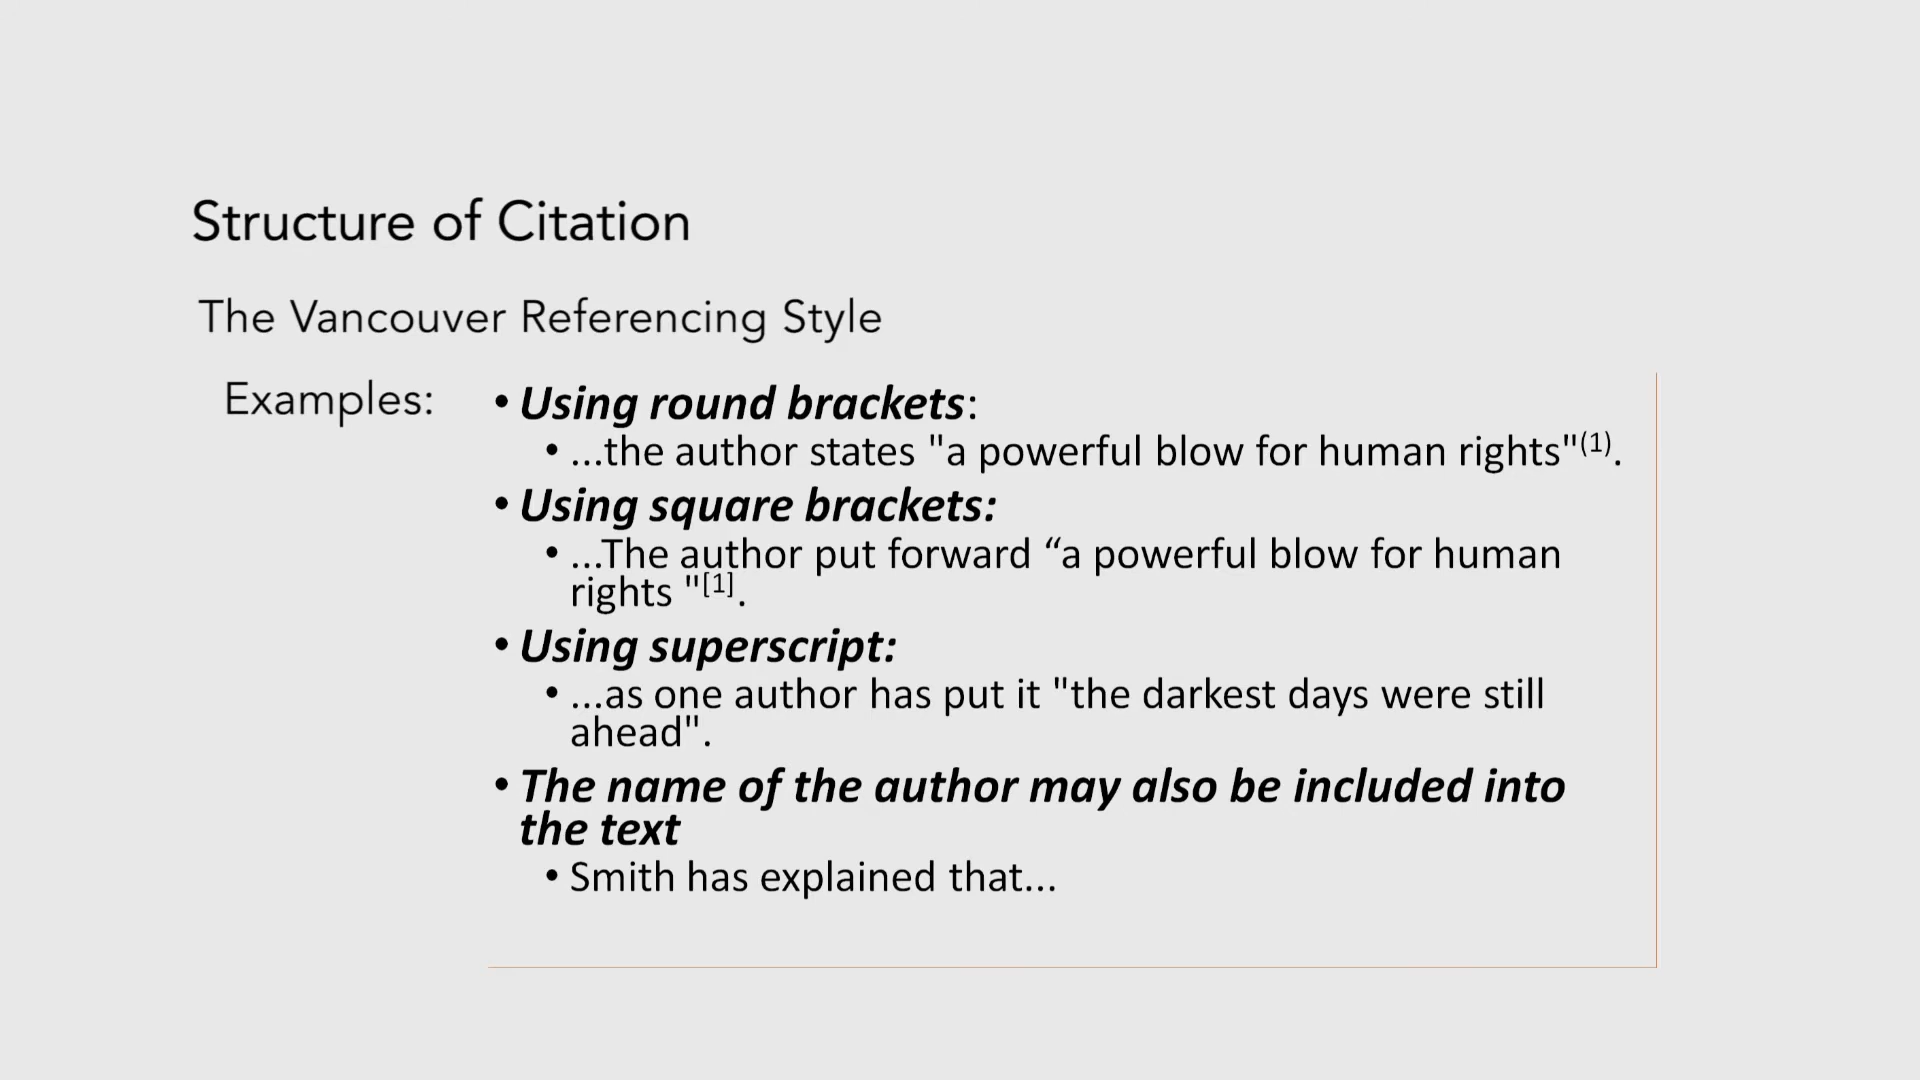 Structure of Citation
The Vancouver Referencing Style
Examples:
• Using round brackets:
• ...the author states "a powerful blow for human rights"(1).
• Using square brackets:
• ...The author put forward “a powerful blow for human
rights "[1].
• Using superscript:
• ...as one author has put it "the darkest days were still
ahead".
• The name of the author may also be included into
the text
• Smith has explained that...